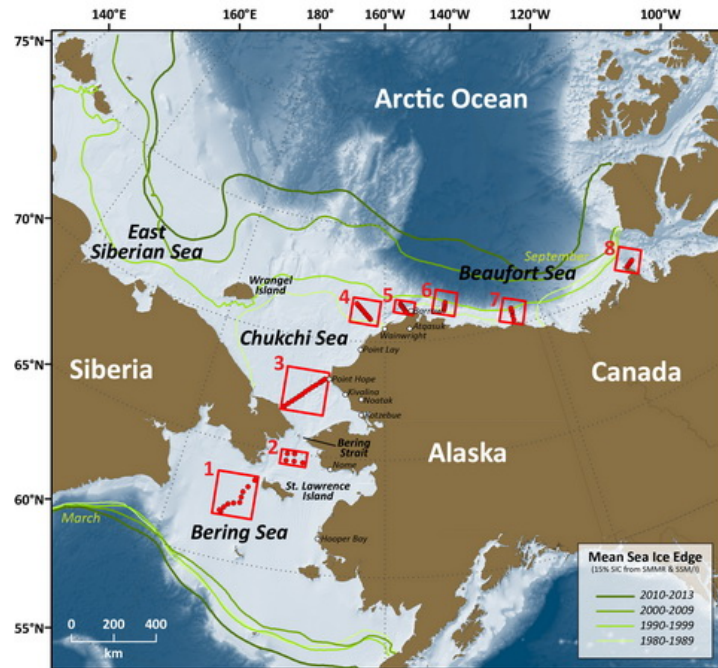 140°E
160°E
180°W
160°W
140°W
120°W
100°W
75°N
70°N
65°N
60°N
55°N
Arctic Ocean
East
Siberian Sea
September
8
Beaufort Sea
Wrangel
Island
4
5
6
7
Barrow
Atqasuk
Wainwright
Chukchi Sea
Point Lay
Siberia
3
Point Hope
Kivalina
Noatak
Kotzebue
Canada
Bering
Strait
2
Nome
Alaska
1
St. Lawrence
Island
March
Bering Sea
Hooper Bay
Mean Sea Ice Edge
(15% SIC from SMMR & SSM/I)
2010-2013
2000-2009
1990-1999
1980-1989
0 200 400
km